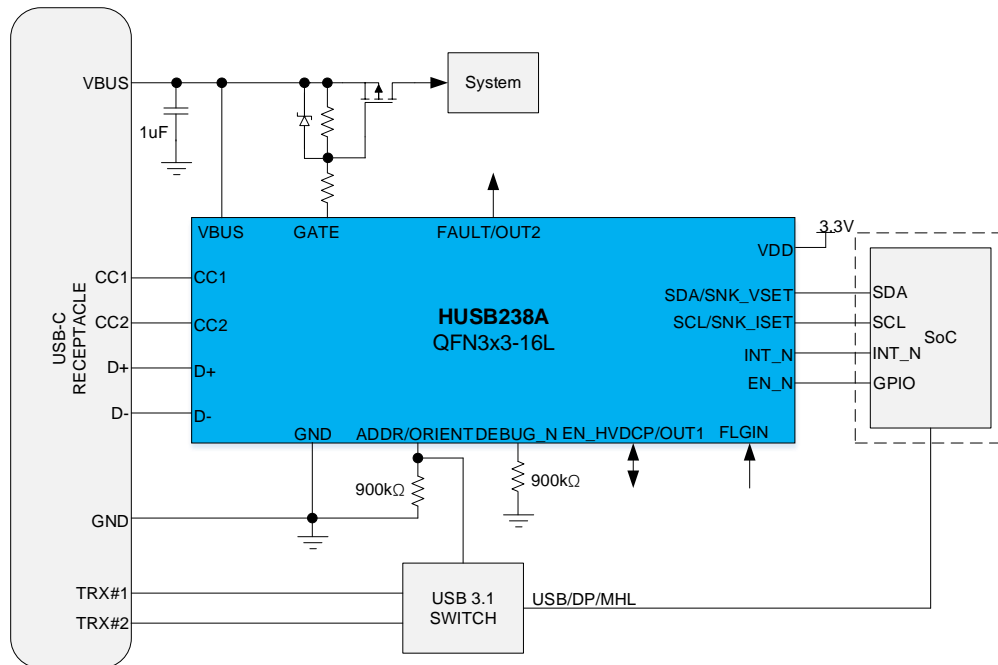 VBUS
System
1uF
VBUS
GATE
FAULT/OUT2
3.3V
VDD
CC1
CC1
SDA/SNK_VSET
SDA
HUSB238A
CC2
CC2
SCL/SNK_ISET
SCL
SoC
QFN3x3-16L
USB-C
RECEPTACLE
INT_N
INT_N
D+
D+
EN_N
GPIO
D-
D-
GND
ADDR/ORIENT
DEBUG_N
EN_HVDCP/OUT1
FLGIN
900kΩ
900kΩ
GND
TRX#1
USB 3.1
SWITCH
USB/DP/MHL
TRX#2